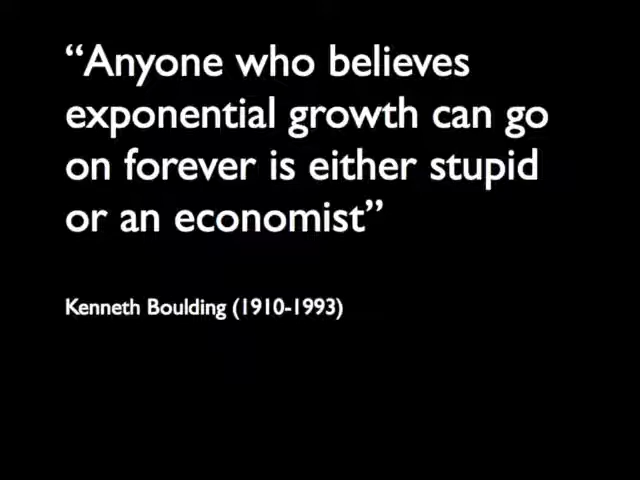 “Anyone who believes
exponential growth can go
on forever is either stupid
or an economist”
Kenneth Boulding (1910-1993)